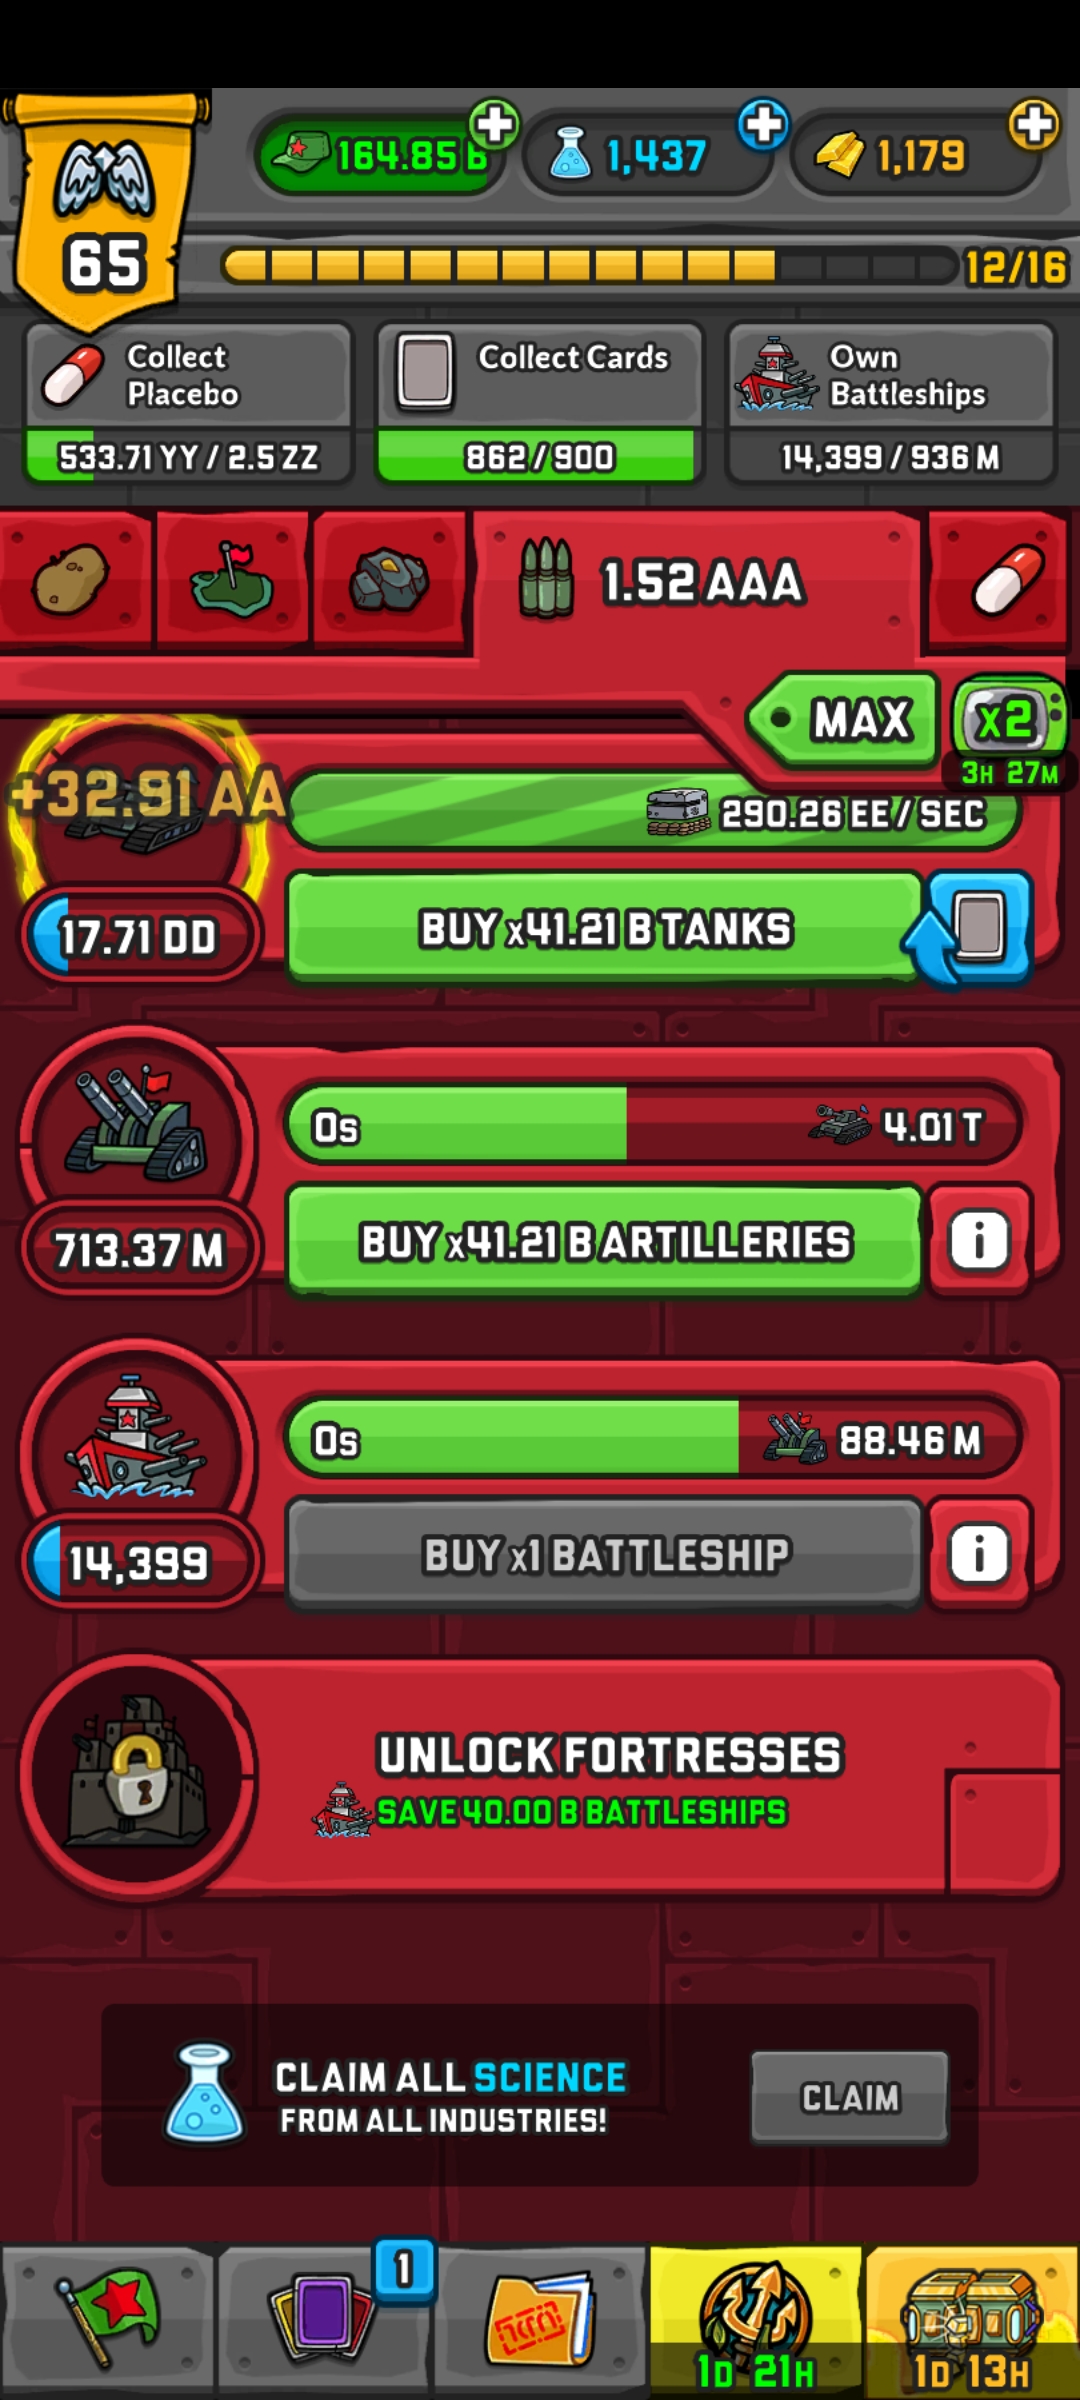 164.85 B
1,437
1,179
65
12/16
Collect
Placebo
533.71 YY / 2.5 ZZ
Collect Cards
862 / 900
Own
Battleships
14,399 / 936 M
1.52 AAA
MAX
x2
3H 27M
+32.91 AA
290.26 EE / SEC
17.71 DD
BUY x41.21 B TANKS
0s
4.01 T
713.37 M
BUY x41.21 B ARTILLERIES
i
0s
88.46 M
14,399
BUY x1 BATTLESHIP
i
UNLOCK FORTRESSES
SAVE 40.00 B BATTLESHIPS
CLAIM ALL SCIENCE
FROM ALL INDUSTRIES!
CLAIM
1
1D 21H
1D 13H